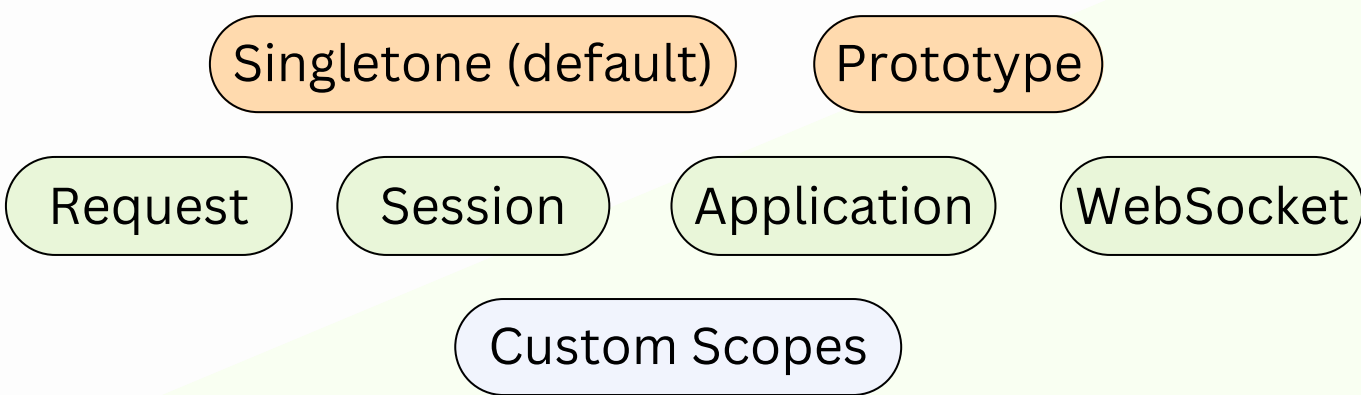 Singletone (default) Prototype
Request Session Application WebSocket
Custom Scopes